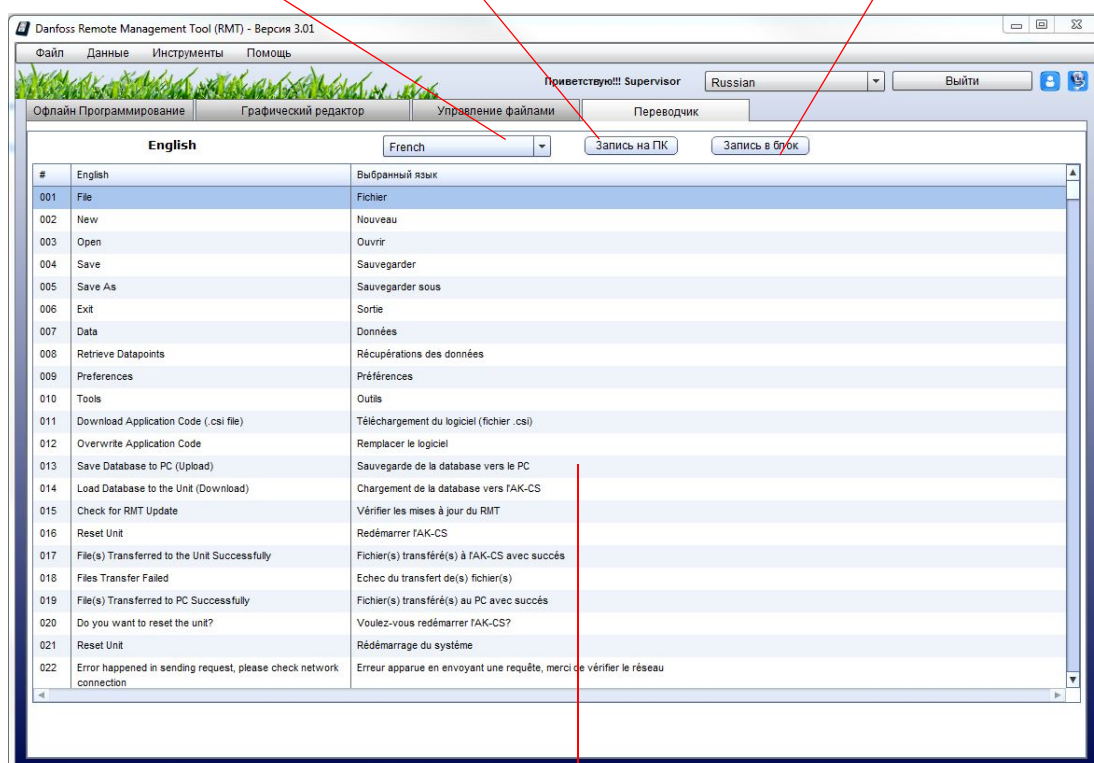 Danfoss Remote Management Tool (RMT) - Версия 3.01
Файл Данные Инструменты Помощь
Приветствую!!! Supervisor Russian Выйти
Офлайн Программирование Графический редактор Управление файлами Переводчик
English French Запись на ПК Запись в блок
# English Выбранный язык
001 File Fichier
002 New Nouveau
003 Open Ouvrir
004 Save Sauvegarder
005 Save As Sauvegarder sous
006 Exit Sortie
007 Data Données
008 Retrieve Datapoints Récupérations des données
009 Preferences Préférences
010 Tools Outils
011 Download Application Code (.csi file) Téléchargement du logiciel (fichier .csi)
012 Overwrite Application Code Remplacer le logiciel
013 Save Database to PC (Upload) Sauvegarde de la database vers le PC
014 Load Database to the Unit (Download) Chargement de la database vers l'AK-CS
015 Check for RMT Update Vérifier les mises à jour du RMT
016 Reset Unit Redémarrer l'AK-CS
017 File(s) Transferred to the Unit Successfully Fichier(s) transféré(s) à l'AK-CS avec succés
018 Files Transfer Failed Echec du transfert de(s) fichier(s)
019 File(s) Transferred to PC Successfully Fichier(s) transféré(s) au PC avec succés
020 Do you want to reset the unit? Voulez-vous redémarrer l'AK-CS?
021 Reset Unit Rédémarrage du systéme
022 Error happened in sending request, please check network Erreur apparue en envoyant une requête, merci de vérifier le réseau
connection